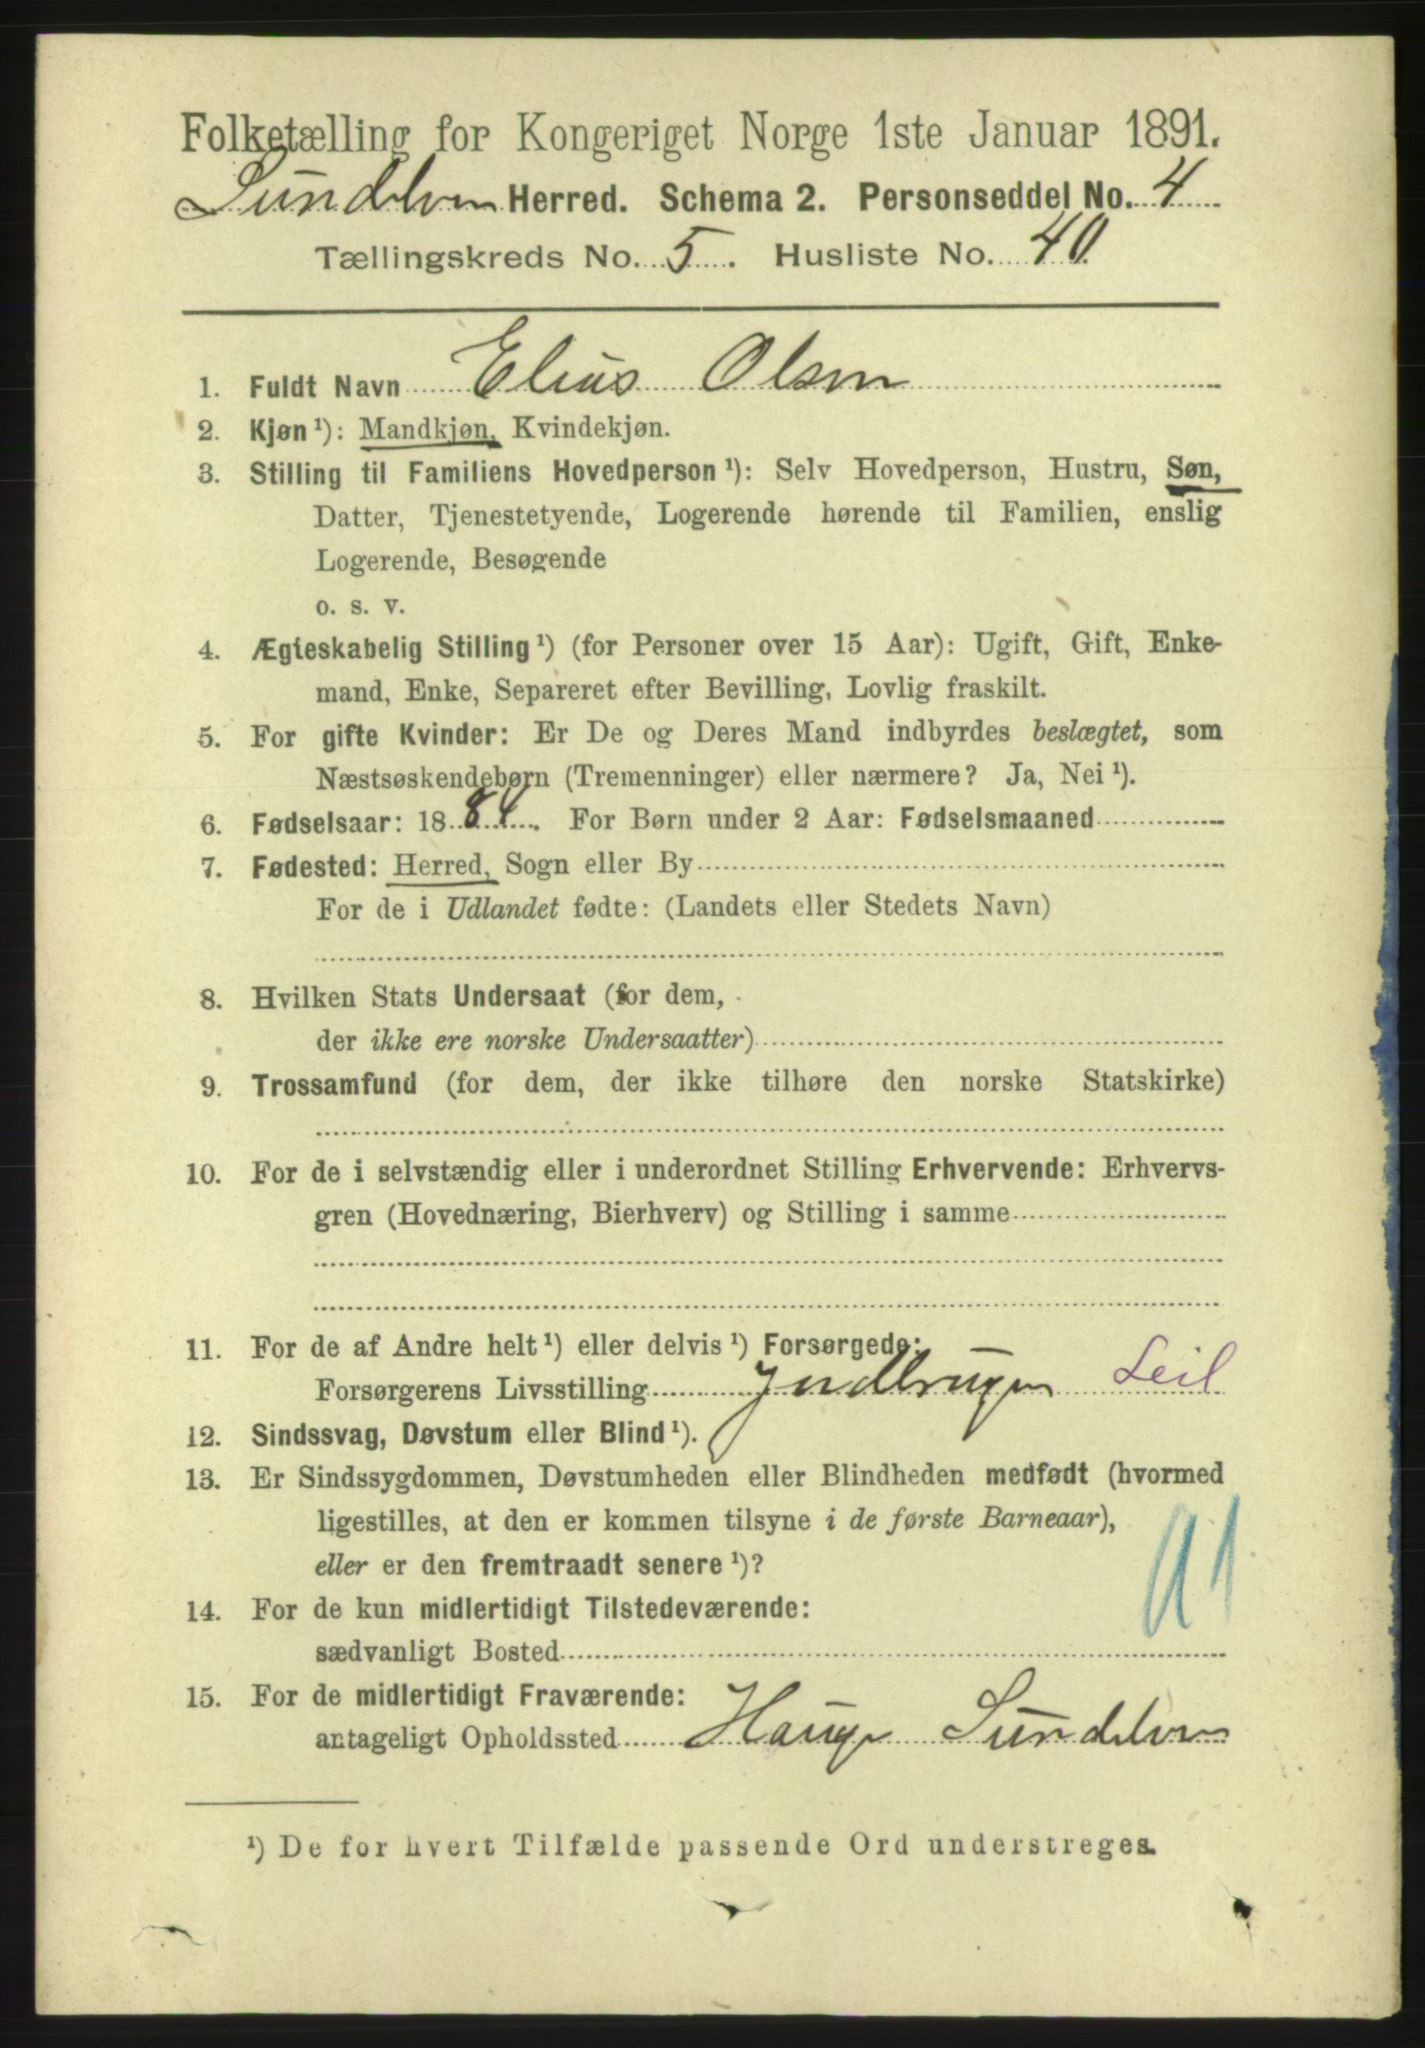 Folketælling for Kongeriget Norge 1ste Januar 1891.
Sundelven Herred. Schema 2. Personseddel No. 4
Tællingskreds No. 5. Husliste No. 40
1. Fuldt Navn Elias Olsen
2. Kjøn ¹): Mandkjøn, Kvindekjøn.
3. Stilling til Familiens Hovedperson ¹): Selv Hovedperson, Hustru, Søn,
Datter, Tjenestetyende, Logerende hørende til Familien, enslig
Logerende, Besøgende
o. s. v.
4. Ægteskabelig Stilling ¹) (for Personer over 15 Aar): Ugift, Gift, Enke-
mand, Enke, Separeret efter Bevilling, Lovlig fraskilt.
5. For gifte Kvinder: Er De og Deres Mand indbyrdes beslægtet, som
Næstsøskendebørn (Tremenninger) eller nærmere? Ja, Nei ¹).
6. Fødselsaar: 1884. For Børn under 2 Aar: Fødselsmaaned
7. Fødested: Herred, Sogn eller By
For de i Udlandet fødte: (Landets eller Stedets Navn)
8. Hvilken Stats Undersaat (for dem,
der ikke ere norske Undersaatter)
9. Trossamfund (for dem, der ikke tilhøre den norske Statskirke)
10. For de i selvstændig eller i underordnet Stilling Erhvervende: Erhvervs-
gren (Hovednæring, Bierhverv) og Stilling i samme
11. For de af Andre helt ¹) eller delvis ¹) Forsørgede:
Forsørgerens Livsstilling Jordbruger Leil
12. Sindssvag, Døvstum eller Blind ¹).
13. Er Sindssygdommen, Døvstumheden eller Blindheden medfødt (hvormed
ligestilles, at den er kommen tilsyne i de første Barneaar),
eller er den fremtraadt senere ¹)?
91
14. For de kun midlertidigt Tilstedeværende:
sædvanligt Bosted
15. For de midlertidigt Fraværende:
antageligt Opholdssted Hauge Sundelven
¹) De for hvert Tilfælde passende Ord understreges.